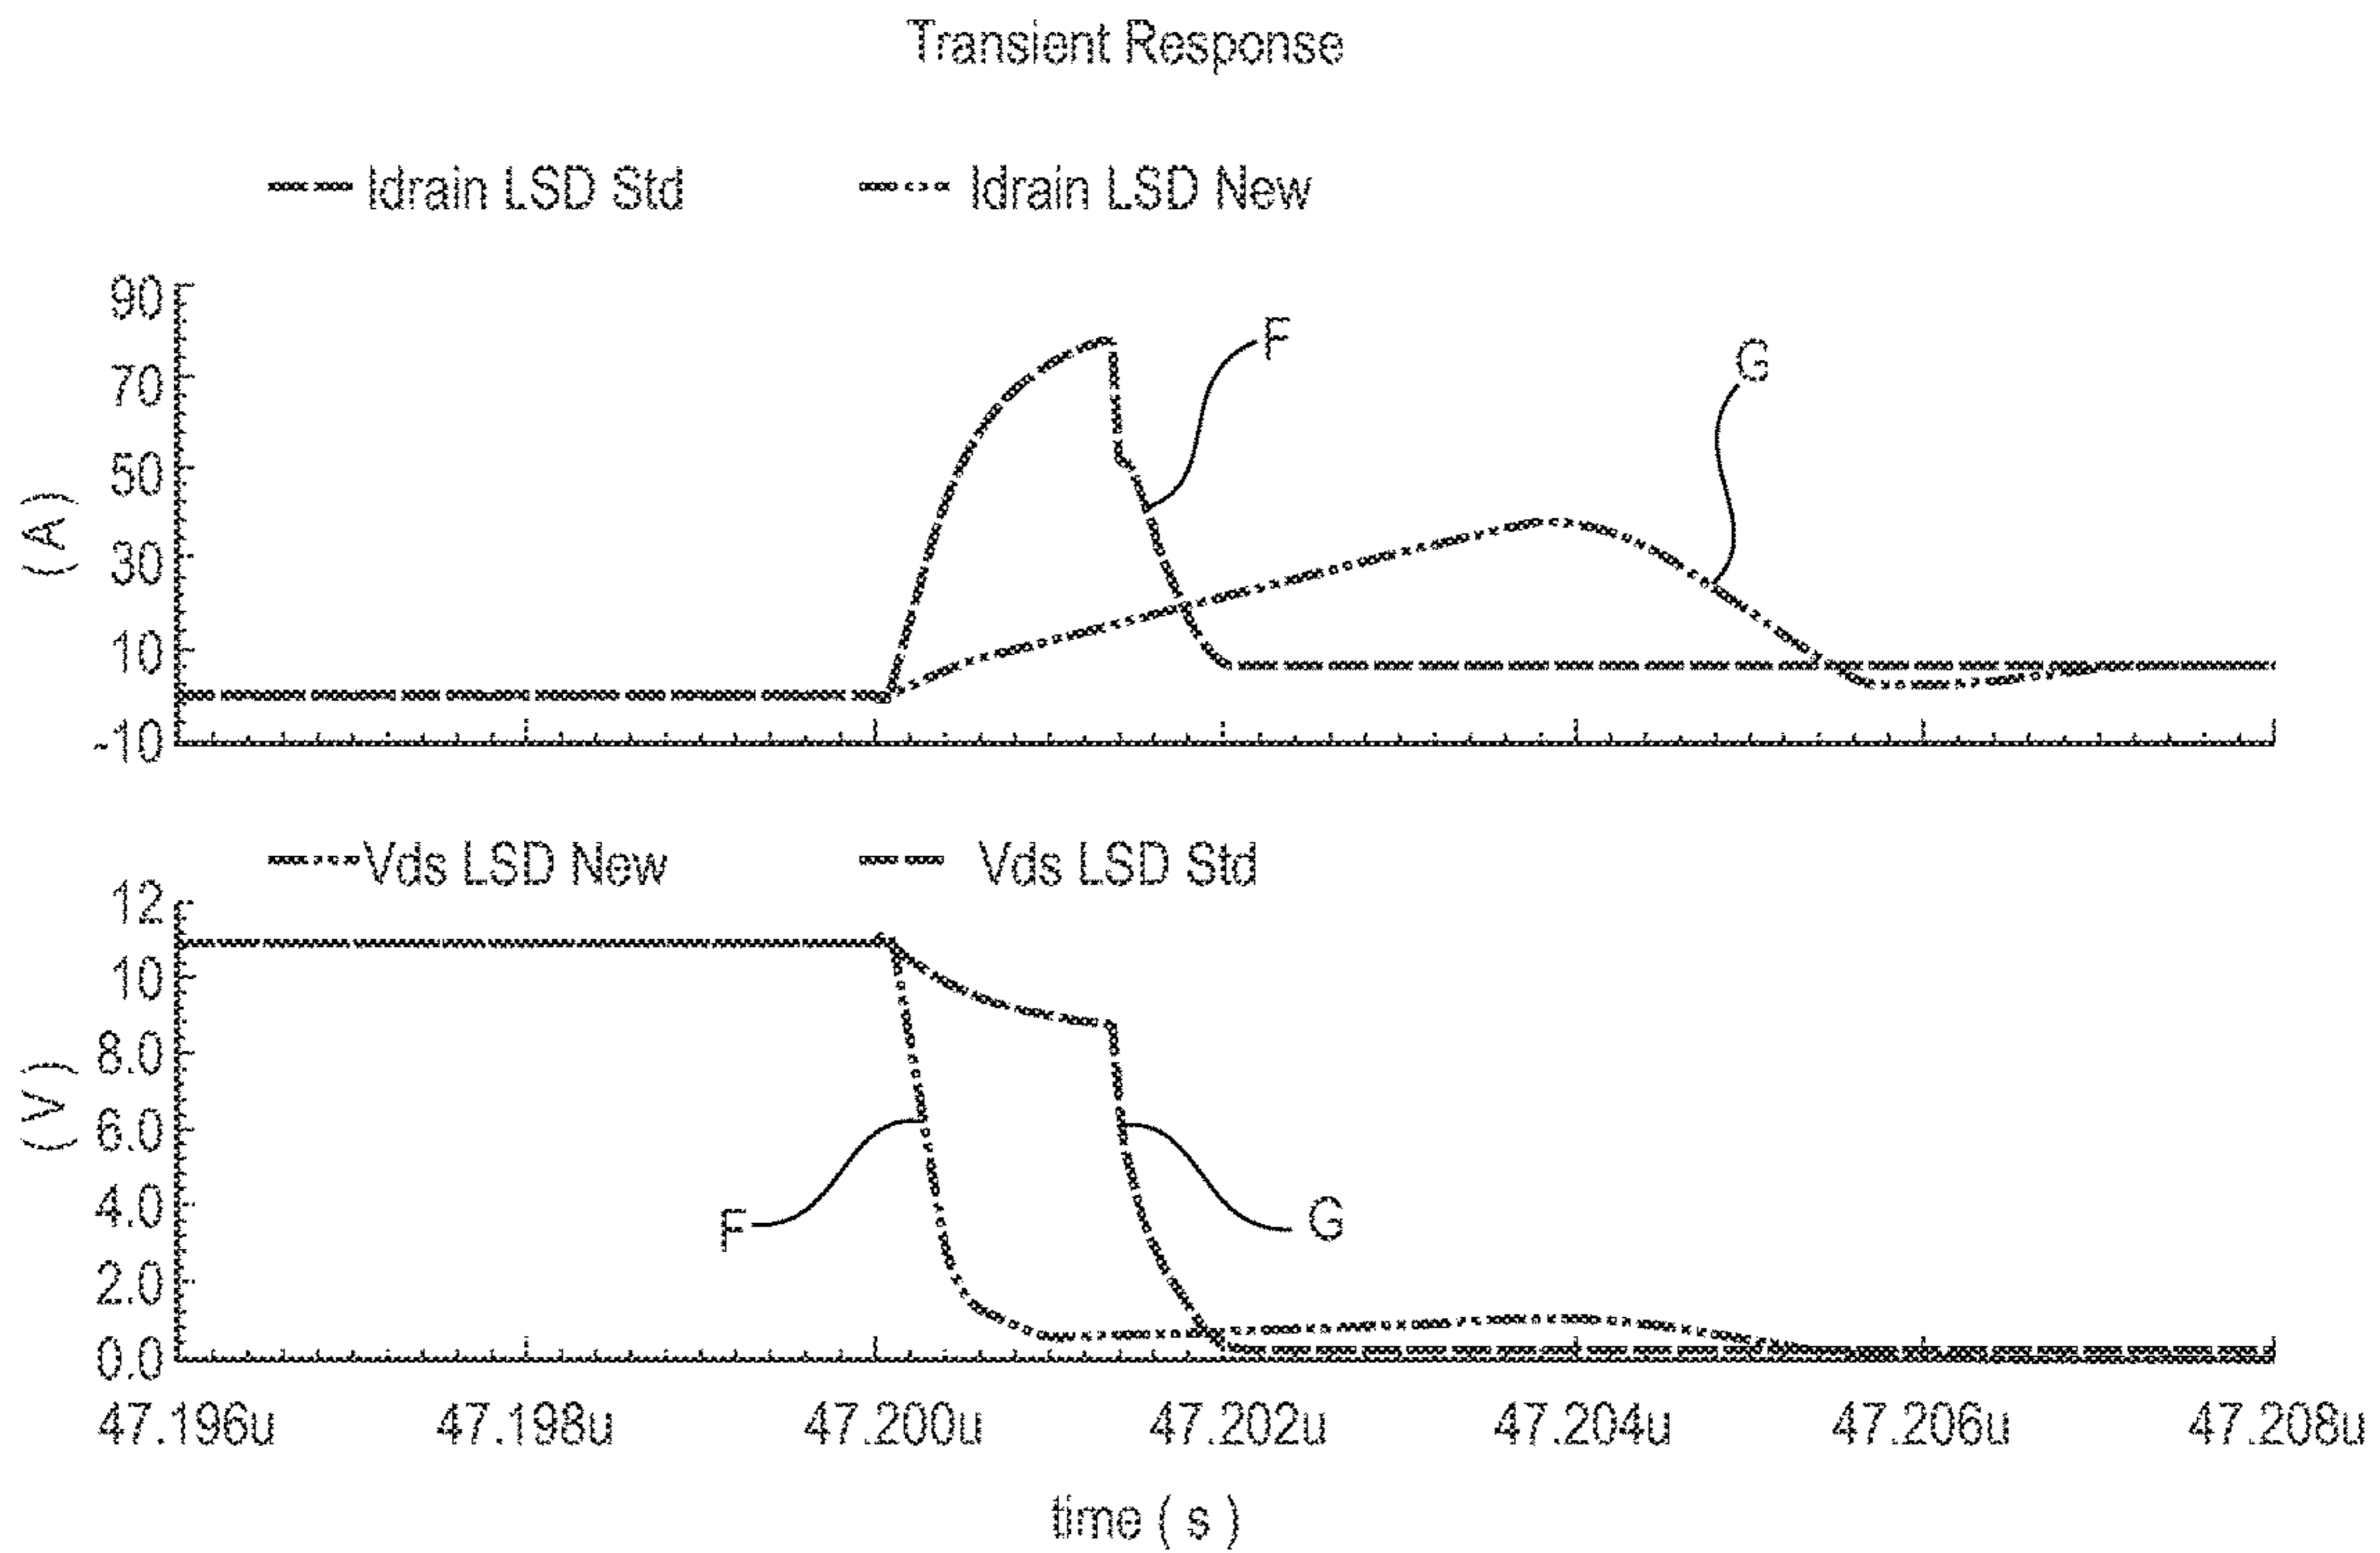 Transient Response
Idrain LSD Std
Idrain LSD New
90
70
50
30
10
-10
(A)
F
G
Vds LSD New
Vds LSD Std
12
10
8.0
6.0
4.0
2.0
0.0
(V)
F
G
47.196u 47.198u 47.200u 47.202u 47.204u 47.206u 47.208u
time (s)